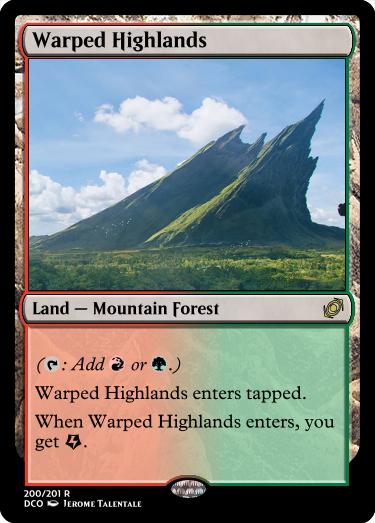 Warped Highlands
Land — Mountain Forest
(: Add or .)
Warped Highlands enters tapped.
When Warped Highlands enters, you
get .
200/201 R
DCO Jerome Talentale